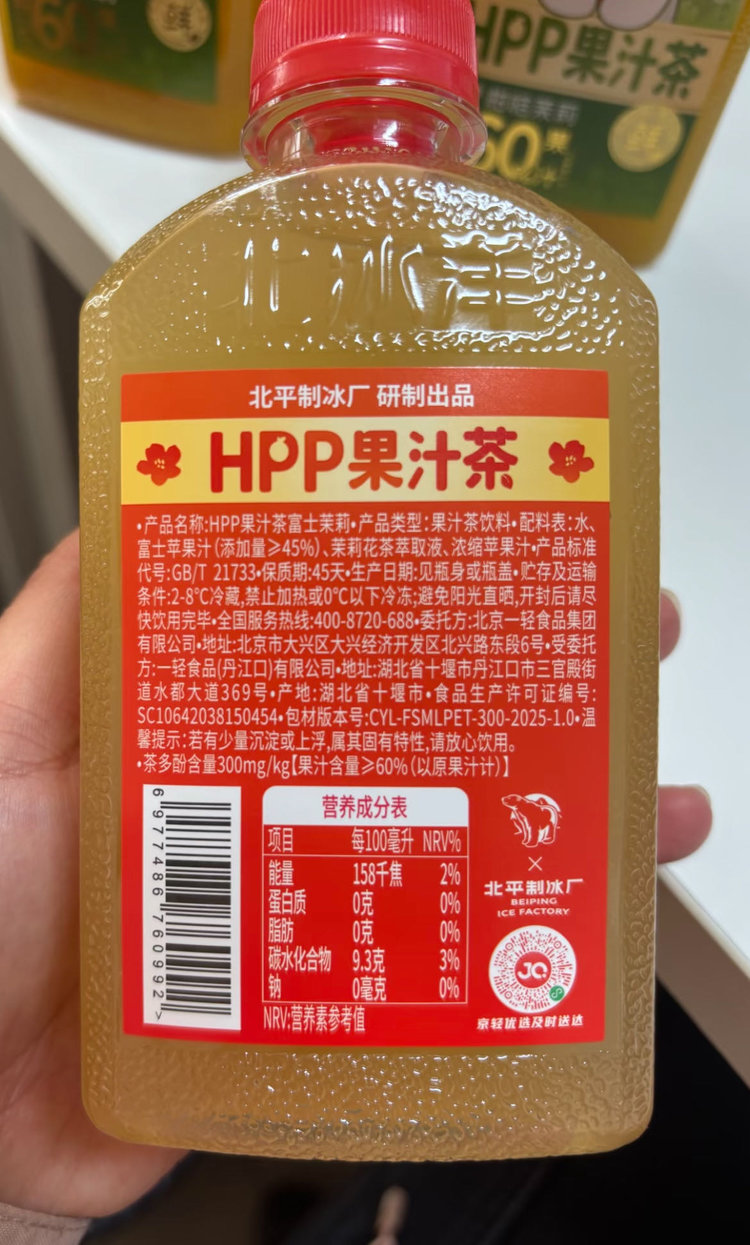 HPP果汁茶
60
北冰洋
北平制冰厂 研制出品
HPP果汁茶
•产品名称:HPP果汁茶富士茉莉•产品类型:果汁茶饮料•配料表:水、
富士苹果汁(添加量≥45%)、茉莉花茶萃取液、浓缩苹果汁•产品标准
代号:GB/T 21733•保质期:45天•生产日期:见瓶身或瓶盖•贮存及运输
条件:2-8°C冷藏,禁止加热或0°C以下冷冻;避免阳光直晒,开封后请尽
快饮用完毕•全国服务热线:400-8720-688•委托方:北京一轻食品集团
有限公司•地址:北京市大兴区大兴经济开发区北兴路东段6号•受委托
方:一轻食品(丹江口)有限公司•地址:湖北省十堰市丹江口市三官殿街
道水都大道369号•产地:湖北省十堰市•食品生产许可证编号:
SC10642038150454•包材版本号:CYL-FSMLPET-300-2025-1.0•温
馨提示:若有少量沉淀或上浮,属其固有特性,请放心饮用。
•茶多酚含量300mg/kg【果汁含量≥60%(以原果汁计)】
6 977486 760992 >
营养成分表
项目 每100毫升 NRV%
能量 158千焦 2%
蛋白质 0克 0%
脂肪 0克 0%
碳水化合物 9.3克 3%
钠 0毫克 0%
NRV:营养素参考值
×
北平制冰厂
BEIPING
ICE FACTORY
JQ
京轻优选及时送达